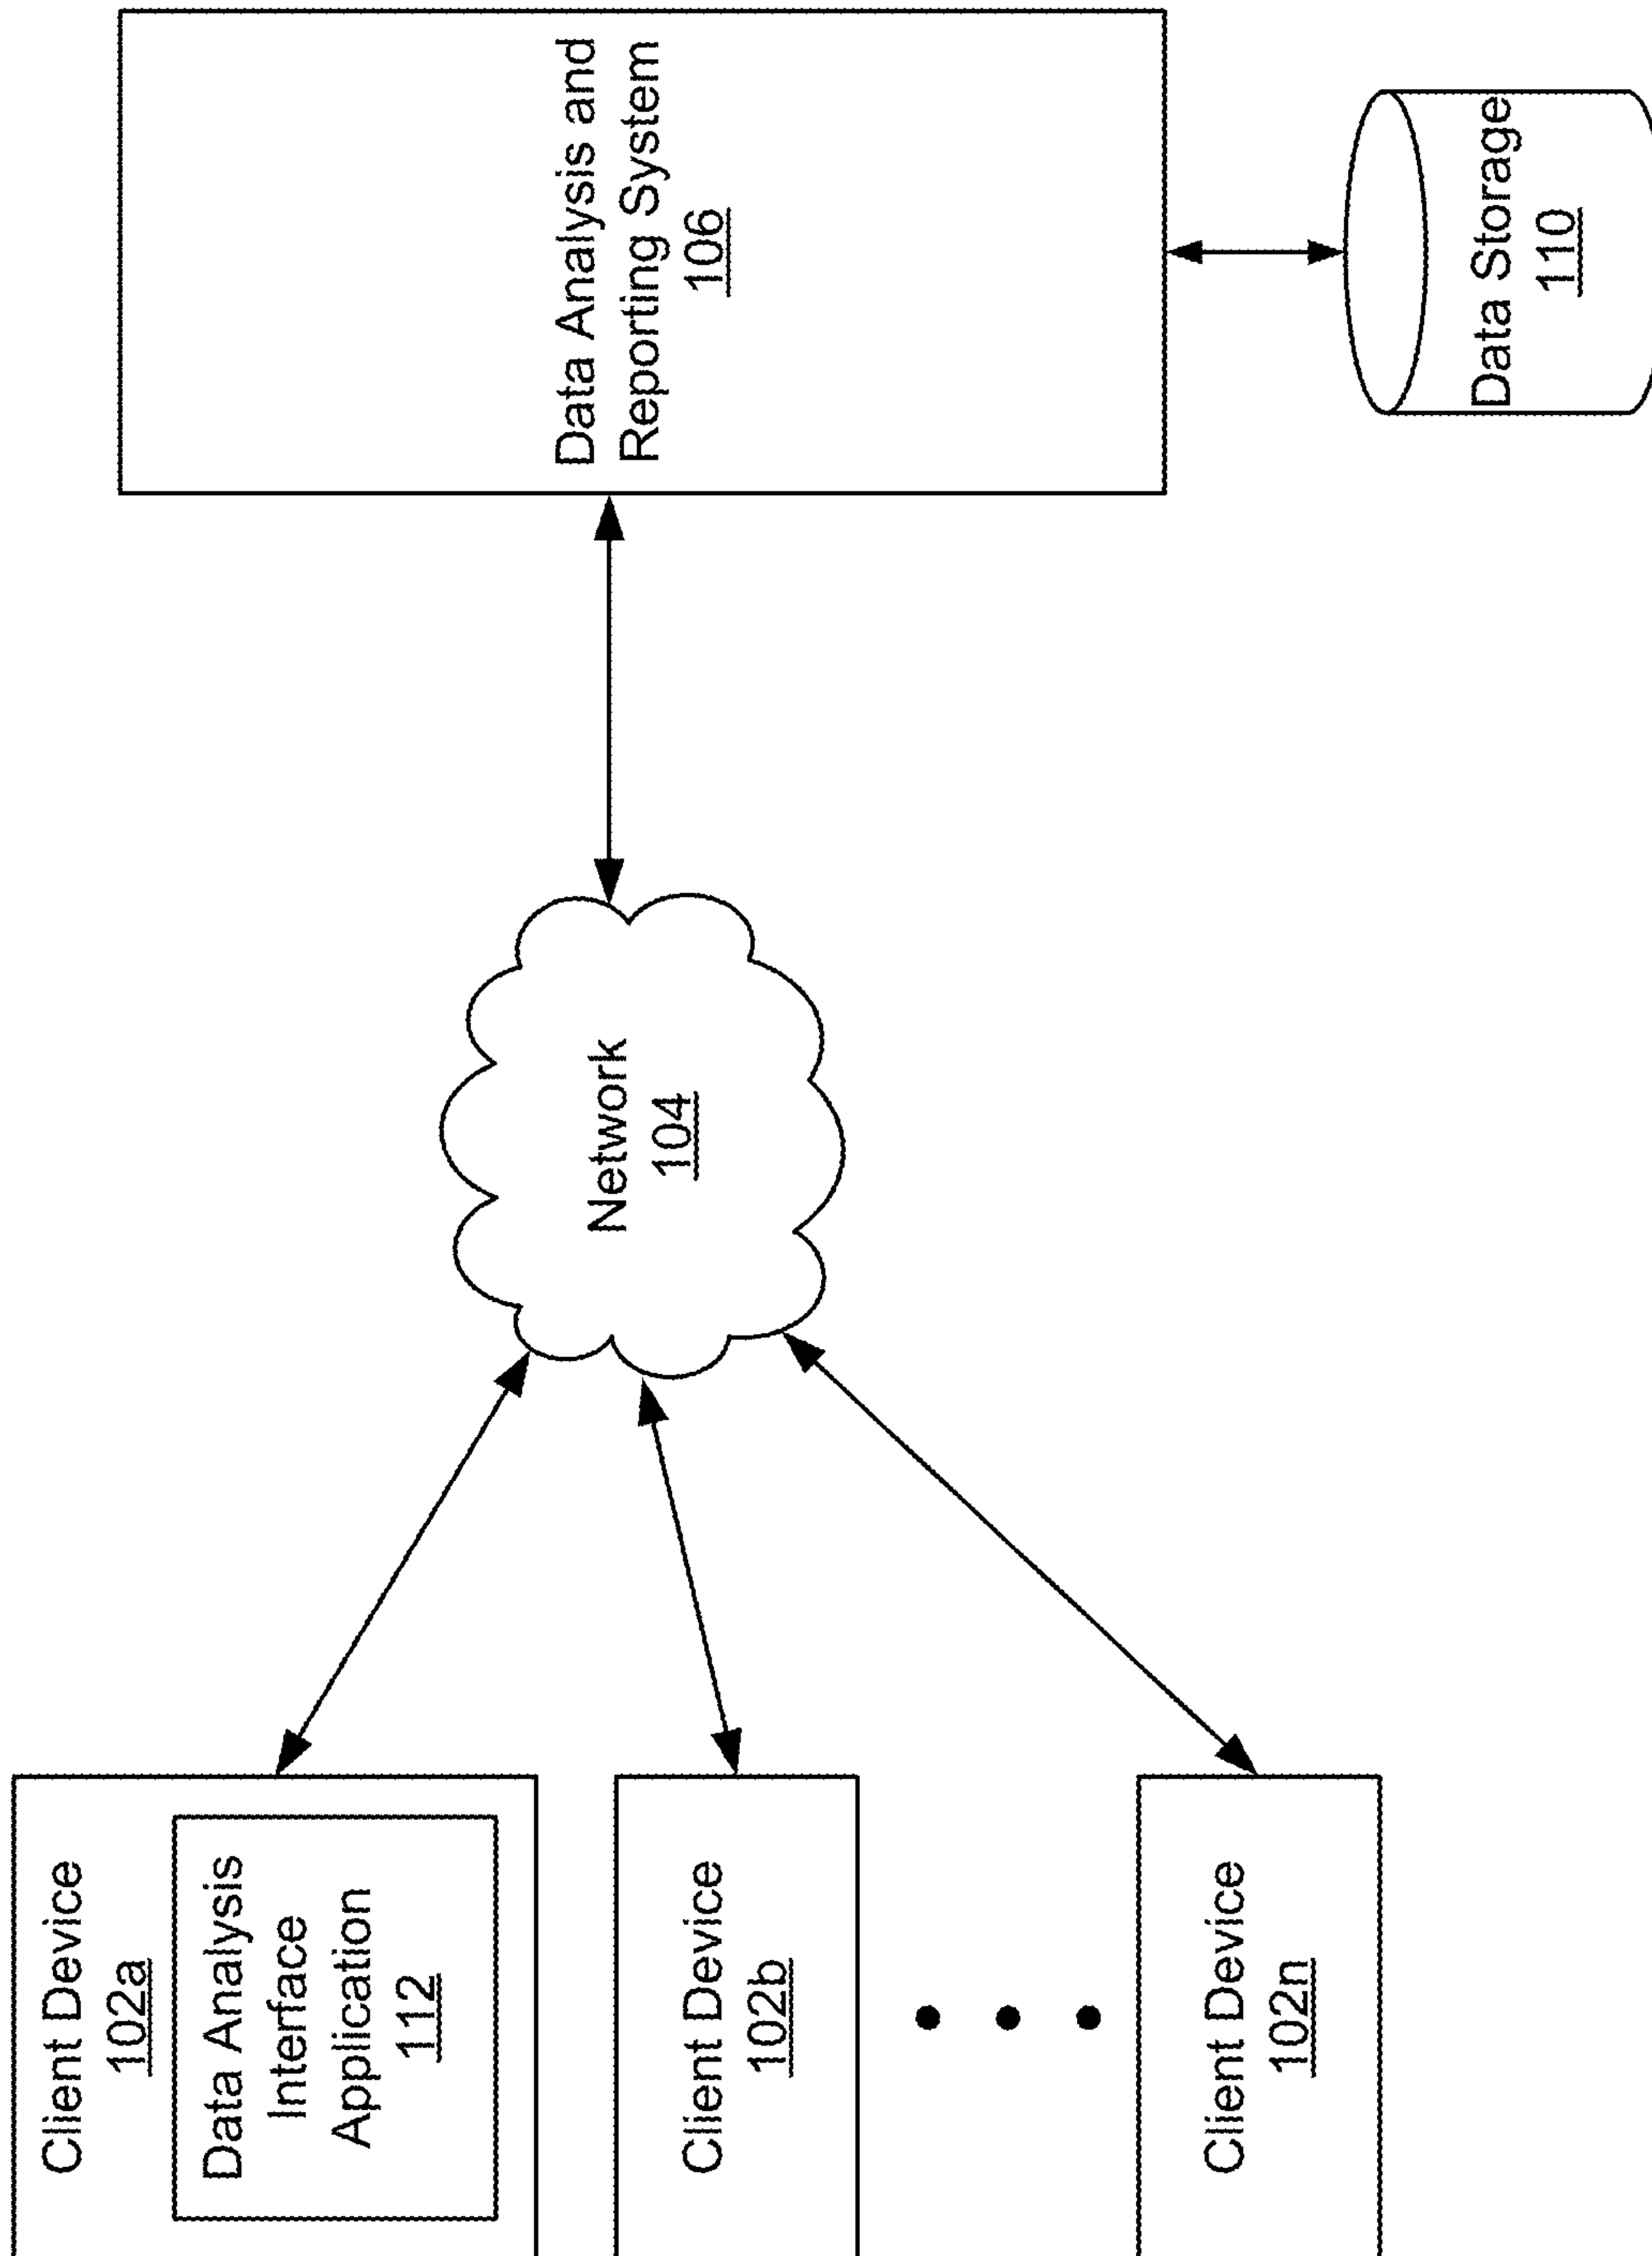 Client Device
102a
Data Analysis
Interface
Application
112
Client Device
102b
Client Device
102n
Network
104
Data Analysis and
Reporting System
106
Data Storage
110